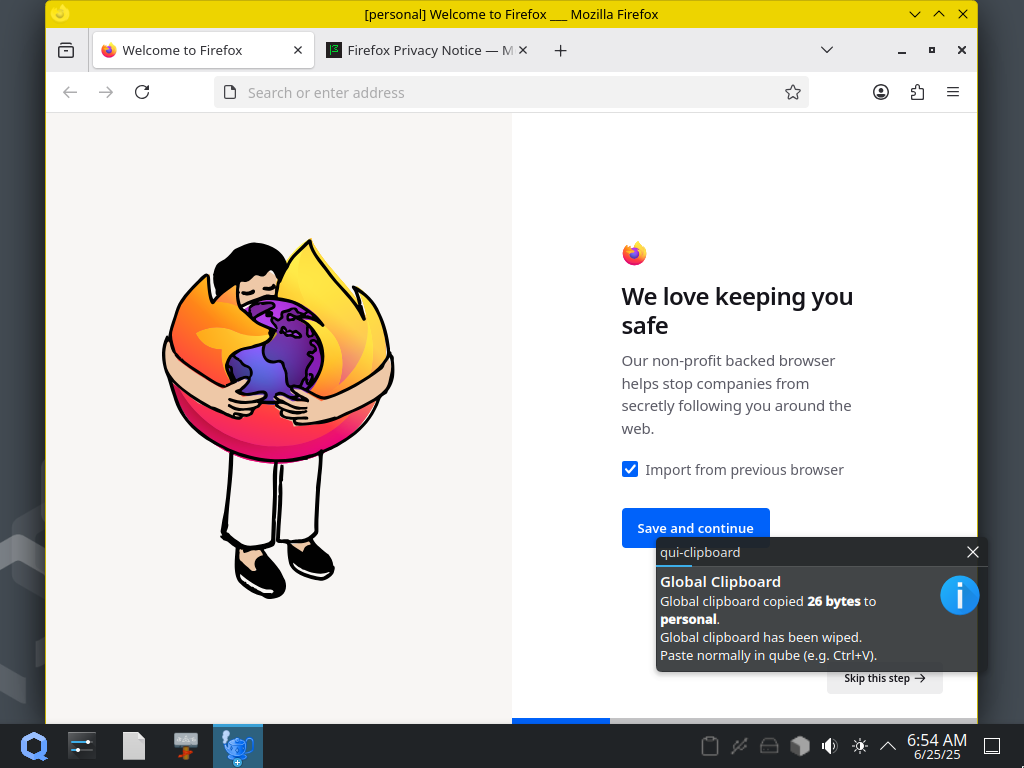 [personal] Welcome to Firefox ___ Mozilla Firefox
Welcome to Firefox
Firefox Privacy Notice — M
Search or enter address
We love keeping you
safe
Our non-profit backed browser
helps stop companies from
secretly following you around the
web.
Import from previous browser
Save and continue
qui-clipboard
Global Clipboard
Global clipboard copied 26 bytes to
personal.
Global clipboard has been wiped.
Paste normally in qube (e.g. Ctrl+V).
Skip this step
6:54 AM
6/25/25